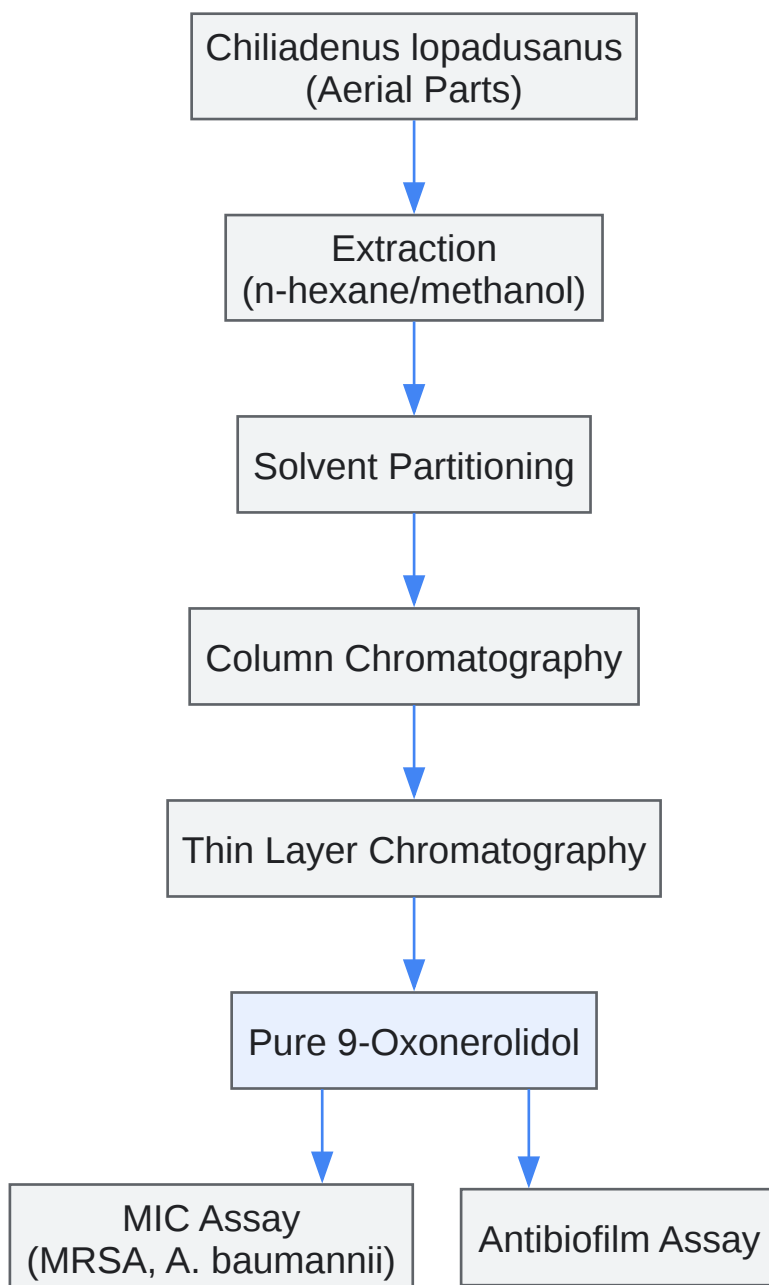 Chiliadenus lopadusanus
(Aerial Parts)
Extraction
(n-hexane/methanol)
Solvent Partitioning
Column Chromatography
Thin Layer Chromatography
Pure 9-Oxonerolidol
MIC Assay
(MRSA, A. baumannii)
Antibiofilm Assay